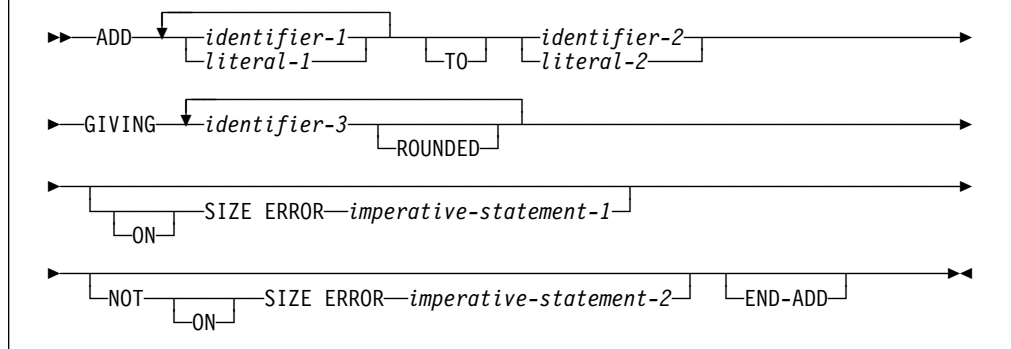 ADD identifier-1 TO identifier-2
literal-1 literal-2
GIVING identifier-3 ROUNDED
ON SIZE ERROR imperative-statement-1
NOT ON SIZE ERROR imperative-statement-2 END-ADD